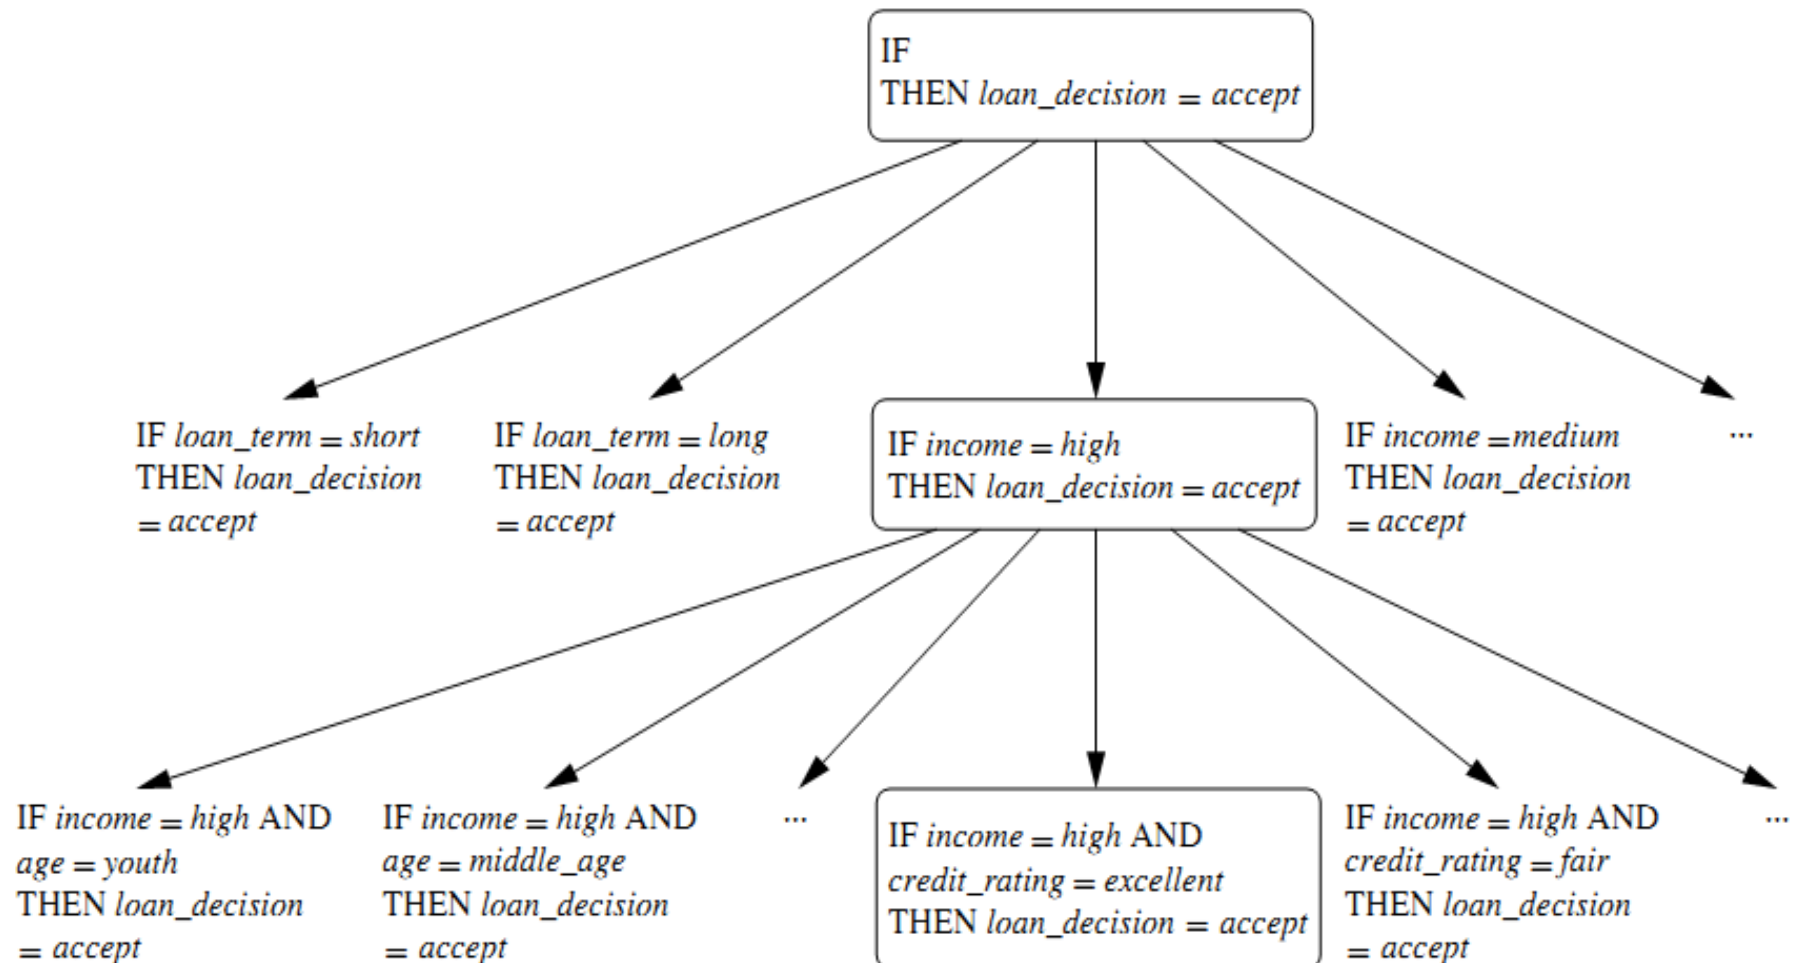 IF
THEN loan_decision = accept
IF loan_term = short
THEN loan_decision
= accept
IF loan_term = long
THEN loan_decision
= accept
IF income = high
THEN loan_decision = accept
IF income =medium
THEN loan_decision
= accept
...
IF income = high AND
age = youth
THEN loan_decision
= accept
IF income = high AND
age = middle_age
THEN loan_decision
= accept
...
IF income = high AND
credit_rating = excellent
THEN loan_decision = accept
IF income = high AND
credit_rating = fair
THEN loan_decision
= accept
...